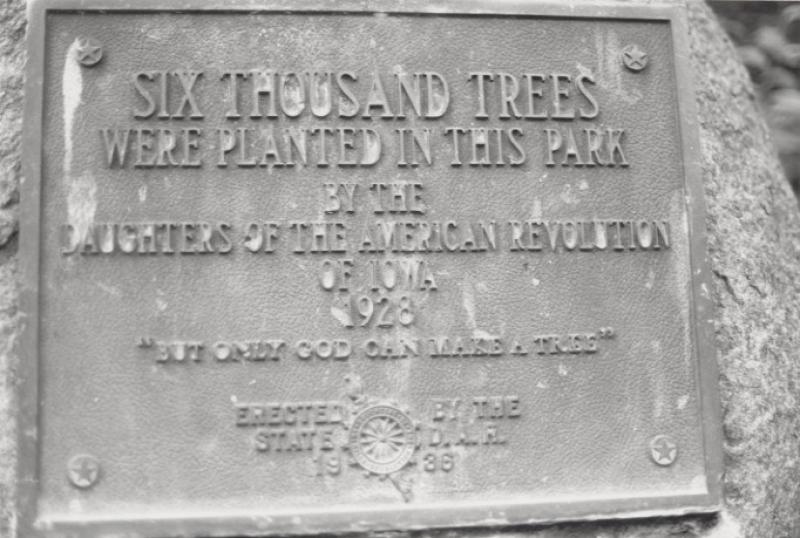 SIX THOUSAND TREES
WERE PLANTED IN THIS PARK
BY THE
DAUGHTERS OF THE AMERICAN REVOLUTION
OF IOWA
1928
"BUT ONLY GOD CAN MAKE A TREE"
ERECTED BY THE
STATE D.A.R.
1936